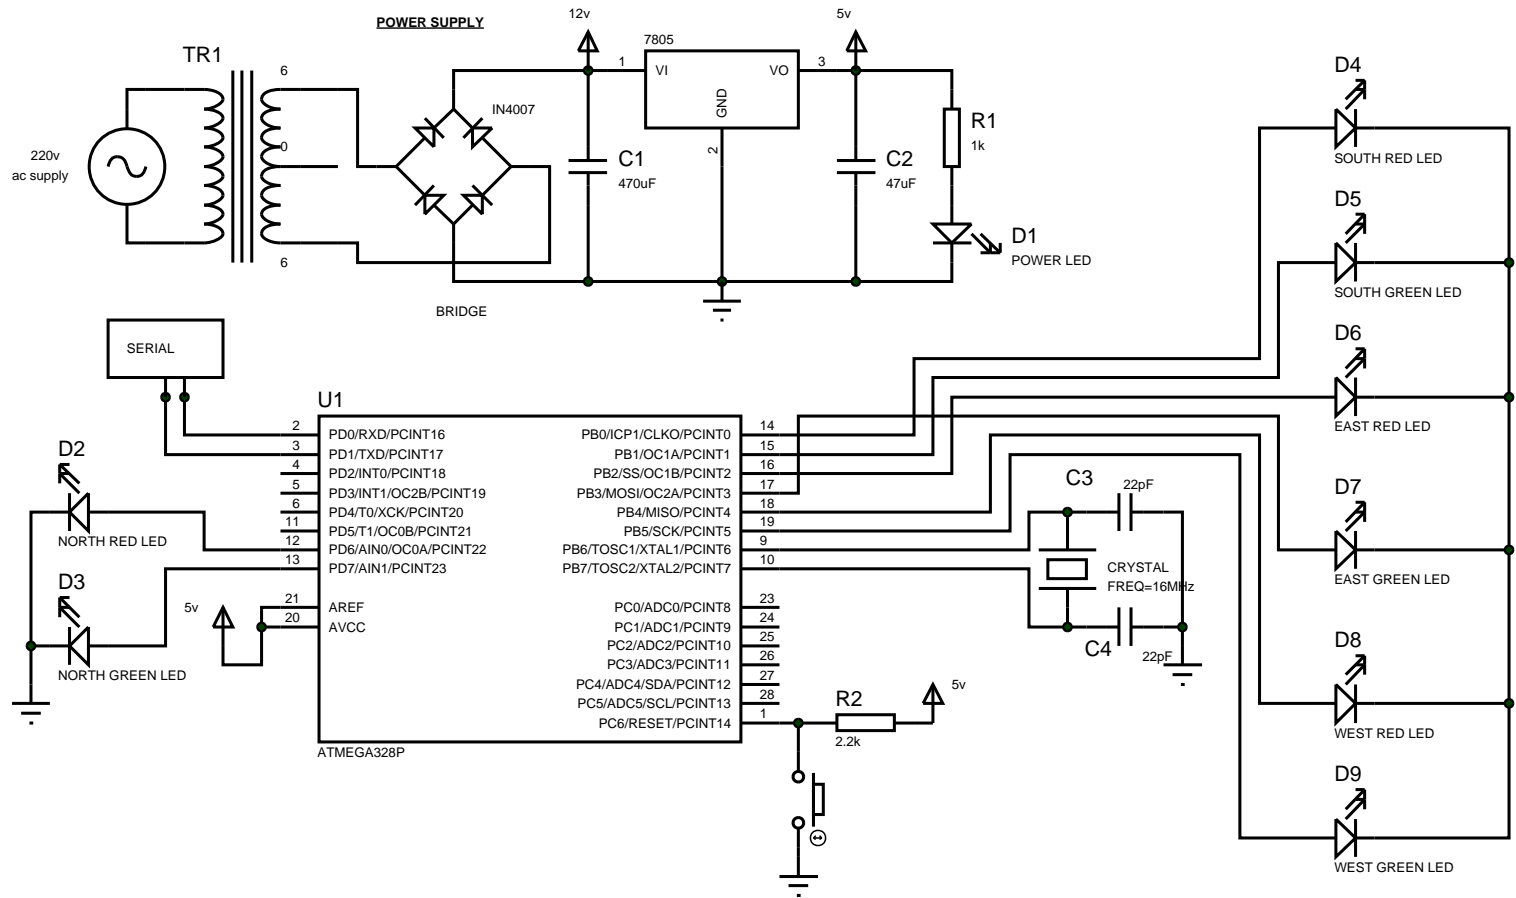 POWER SUPPLY
12v
5v
TR1
6
0
6
220v
ac supply
IN4007
BRIDGE
7805
1
VI
VO
3
GND
2
C1
470uF
C2
47uF
R1
1k
D1
POWER LED
D4
SOUTH RED LED
D5
SOUTH GREEN LED
D6
EAST RED LED
D7
EAST GREEN LED
D8
WEST RED LED
D9
WEST GREEN LED
SERIAL
D2
NORTH RED LED
D3
NORTH GREEN LED
5v
U1
2 PD0/RXD/PCINT16
3 PD1/TXD/PCINT17
4 PD2/INT0/PCINT18
5 PD3/INT1/OC2B/PCINT19
6 PD4/T0/XCK/PCINT20
11 PD5/T1/OC0B/PCINT21
12 PD6/AIN0/OC0A/PCINT22
13 PD7/AIN1/PCINT23
21 AREF
20 AVCC
PB0/ICP1/CLKO/PCINT0 14
PB1/OC1A/PCINT1 15
PB2/SS/OC1B/PCINT2 16
PB3/MOSI/OC2A/PCINT3 17
PB4/MISO/PCINT4 18
PB5/SCK/PCINT5 19
PB6/TOSC1/XTAL1/PCINT6 9
PB7/TOSC2/XTAL2/PCINT7 10
PC0/ADC0/PCINT8 23
PC1/ADC1/PCINT9 24
PC2/ADC2/PCINT10 25
PC3/ADC3/PCINT11 26
PC4/ADC4/SDA/PCINT12 27
PC5/ADC5/SCL/PCINT13 28
PC6/RESET/PCINT14 1
ATMEGA328P
C3
22pF
CRYSTAL
FREQ=16MHz
C4
22pF
R2
2.2k
5v